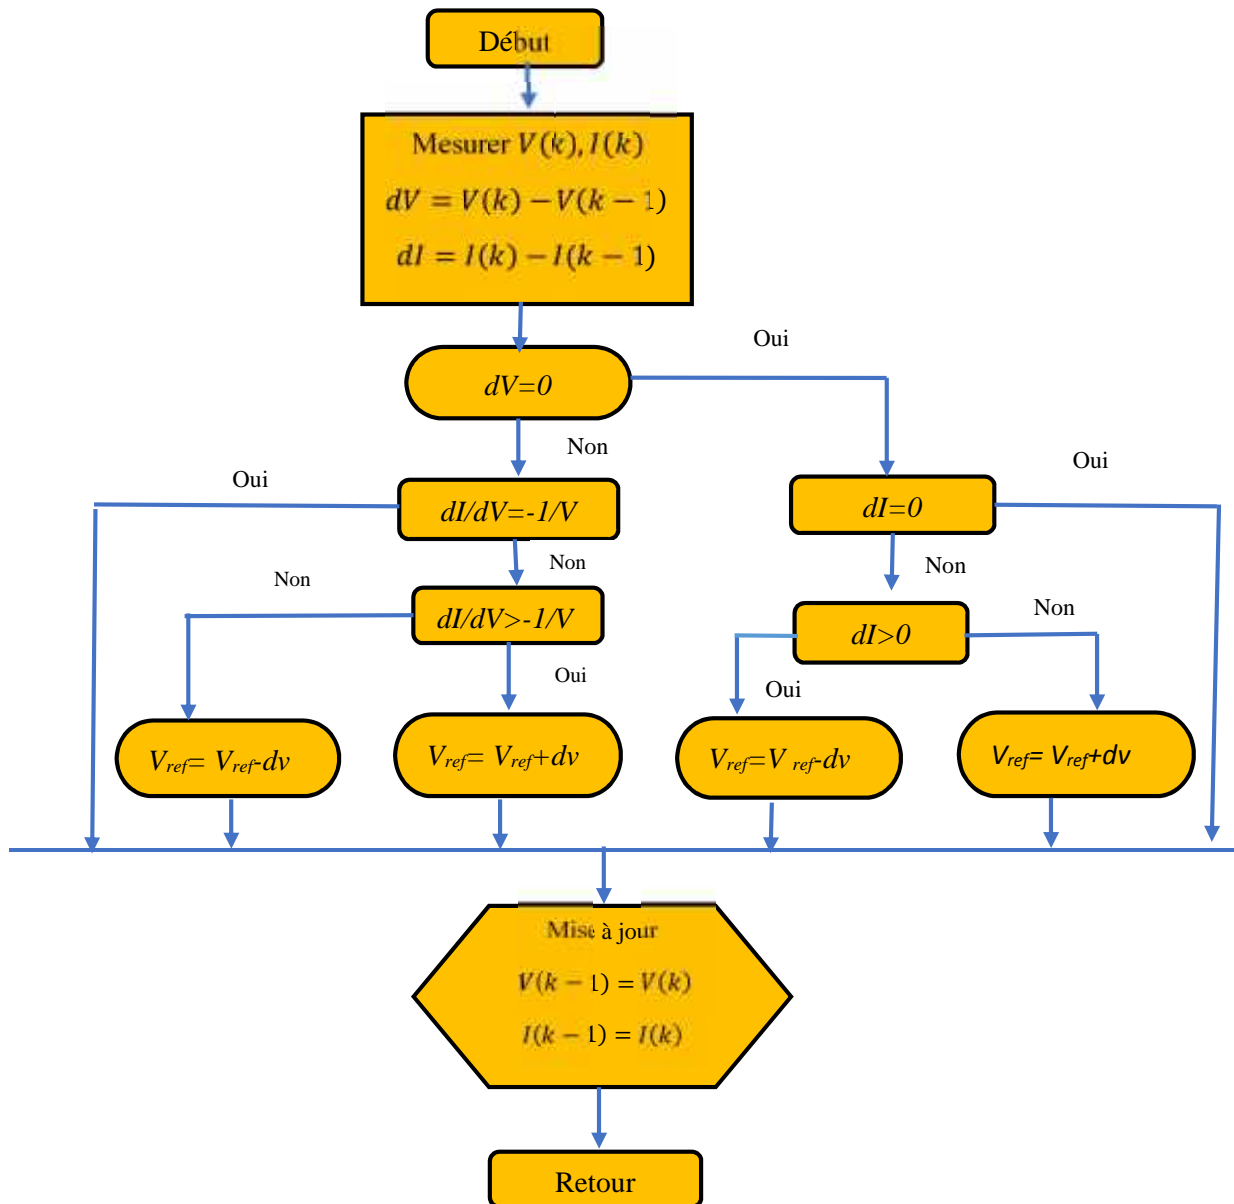 Début
Mesurer V(k), I(k)
dV = V(k) − V(k − 1)
dI = I(k) − I(k − 1)
Oui
dV=0
Non
Oui
Oui
dI/dV=-1/V
dI=0
Non
Non
Non
Non
dI/dV>-1/V
dI>0
Oui
Oui
Vref= Vref-dv
Vref= Vref+dv
Vref=V ref-dv
Vref= Vref+dv
Mise à jour
V(k − 1) = V(k)
I(k − 1) = I(k)
Retour